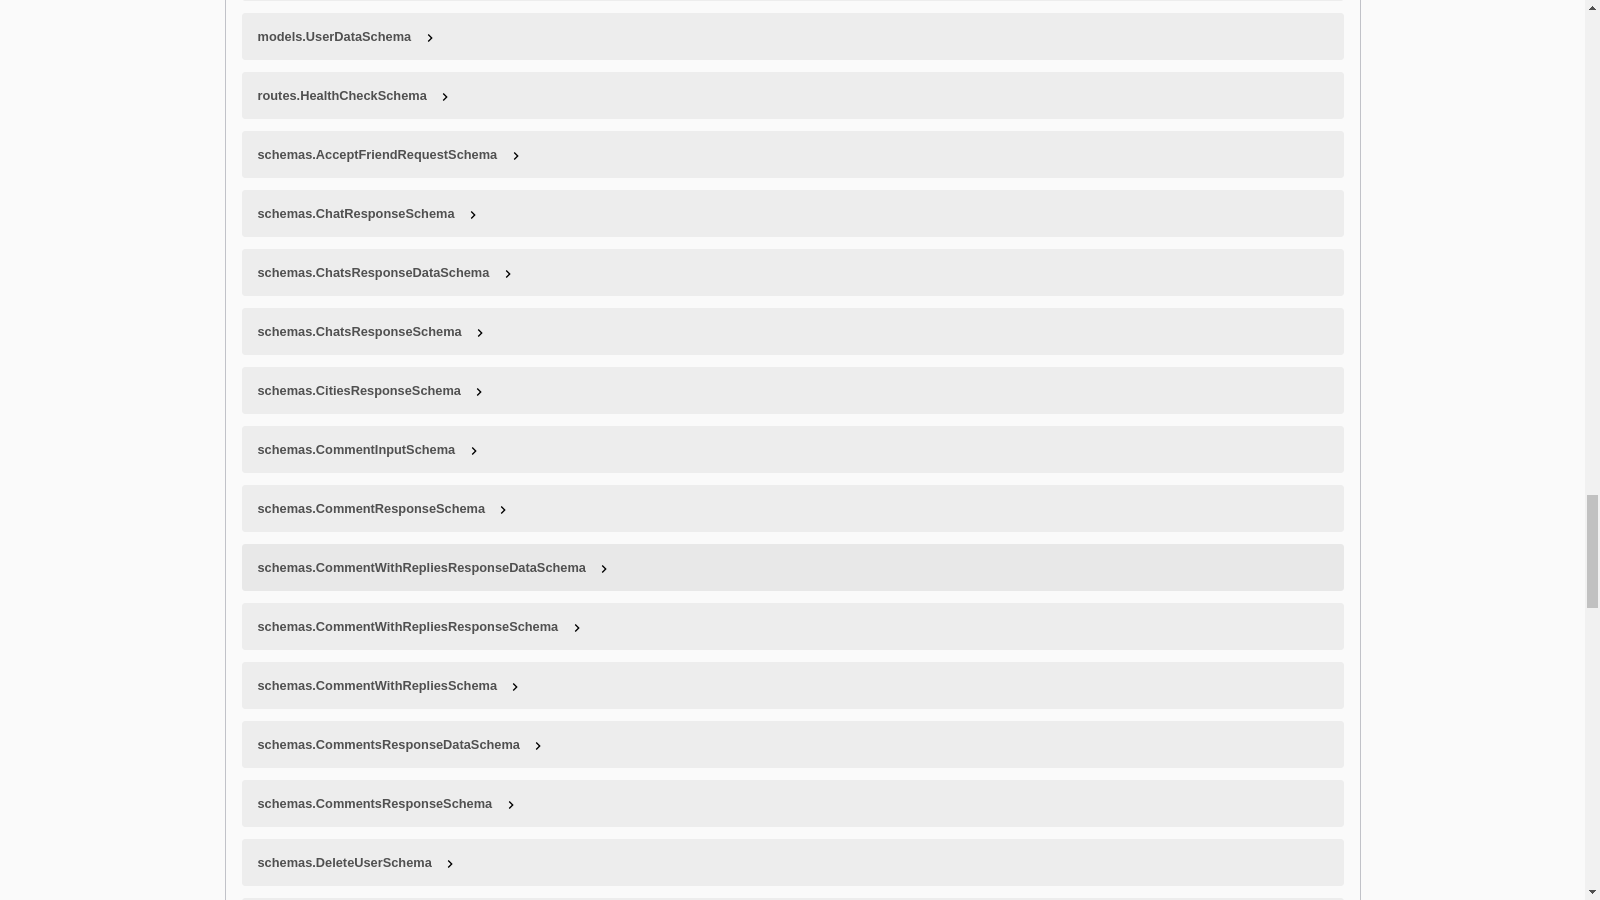 models.UserDataSchema
routes.HealthCheckSchema
schemas.AcceptFriendRequestSchema
schemas.ChatResponseSchema
schemas.ChatsResponseDataSchema
schemas.ChatsResponseSchema
schemas.CitiesResponseSchema
schemas.CommentInputSchema
schemas.CommentResponseSchema
schemas.CommentWithRepliesResponseDataSchema
schemas.CommentWithRepliesResponseSchema
schemas.CommentWithRepliesSchema
schemas.CommentsResponseDataSchema
schemas.CommentsResponseSchema
schemas.DeleteUserSchema